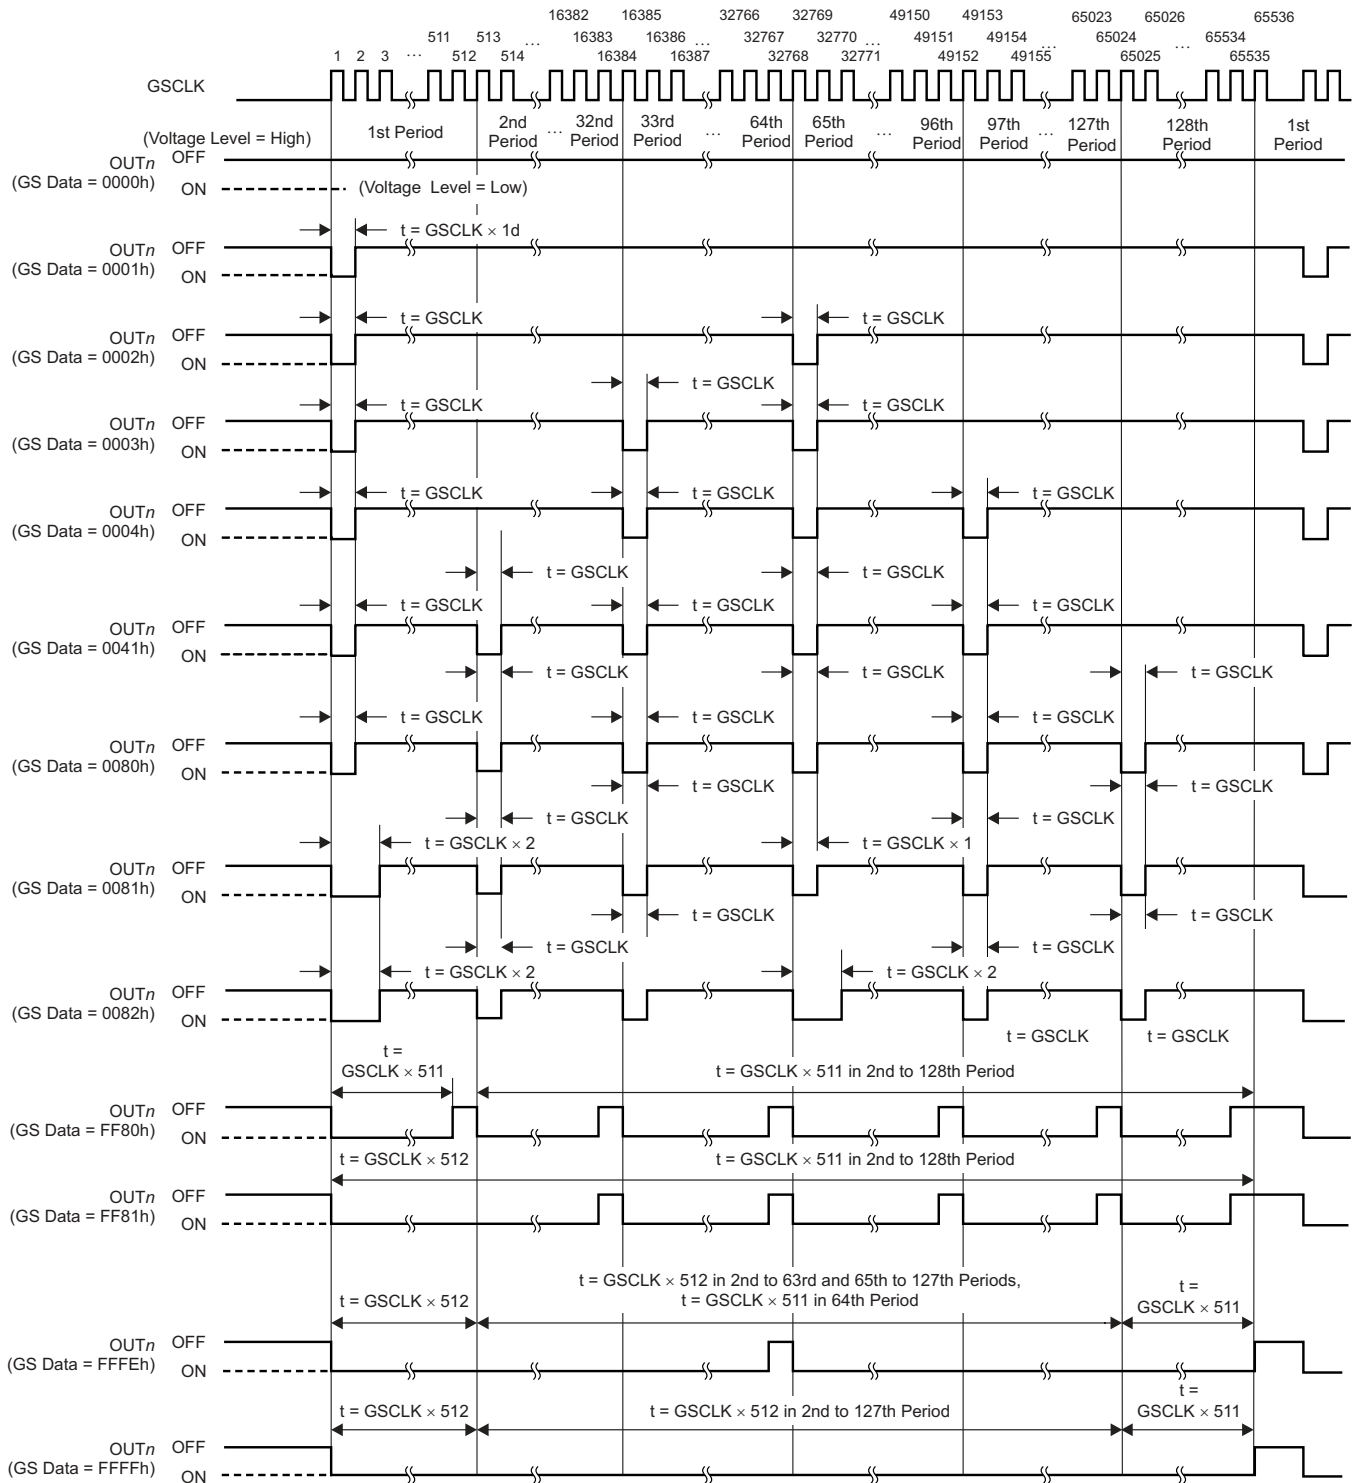 16382 16385 32766 32769 49150 49153 65023 65026 65536
511 513 ... 16383 16386 ... 32767 32770 ... 49151 49154 ... 65024 ... 65534
1 2 3 ... 512 514 16384 16387 32768 32771 49152 49155 65025 65535
GSCLK
(Voltage Level = High) 1st Period 2nd Period ... 32nd Period 33rd Period ... 64th Period 65th Period ... 96th Period 97th Period ... 127th Period 128th Period 1st Period
OUTn OFF
(GS Data = 0000h) ON (Voltage Level = Low)
t = GSCLK × 1d
OUTn OFF
(GS Data = 0001h) ON
t = GSCLK t = GSCLK
OUTn OFF
(GS Data = 0002h) ON
t = GSCLK
t = GSCLK t = GSCLK
OUTn OFF
(GS Data = 0003h) ON
t = GSCLK t = GSCLK t = GSCLK
OUTn OFF
(GS Data = 0004h) ON
t = GSCLK t = GSCLK
t = GSCLK t = GSCLK t = GSCLK
OUTn OFF
(GS Data = 0041h) ON
t = GSCLK t = GSCLK t = GSCLK
t = GSCLK t = GSCLK t = GSCLK
OUTn OFF
(GS Data = 0080h) ON
t = GSCLK t = GSCLK
t = GSCLK t = GSCLK
t = GSCLK × 2 t = GSCLK × 1
OUTn OFF
(GS Data = 0081h) ON
t = GSCLK t = GSCLK
t = GSCLK t = GSCLK
t = GSCLK × 2 t = GSCLK × 2
OUTn OFF
(GS Data = 0082h) ON
t = GSCLK t = GSCLK
t =
GSCLK × 511 t = GSCLK × 511 in 2nd to 128th Period
OUTn OFF
(GS Data = FF80h) ON
t = GSCLK × 512 t = GSCLK × 511 in 2nd to 128th Period
OUTn OFF
(GS Data = FF81h) ON
t = GSCLK × 512 in 2nd to 63rd and 65th to 127th Periods,
t = GSCLK × 512 t = GSCLK × 511 in 64th Period t =
GSCLK × 511
OUTn OFF
(GS Data = FFFEh) ON
t = GSCLK × 512 t = GSCLK × 512 in 2nd to 127th Period t =
GSCLK × 511
OUTn OFF
(GS Data = FFFFh) ON